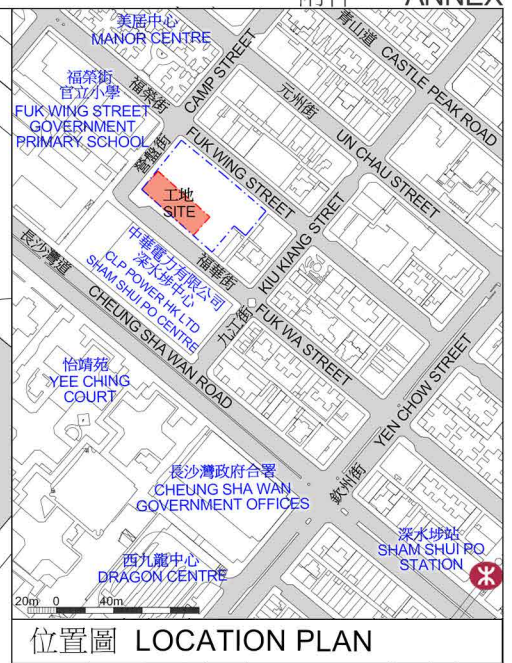 附件 ANNEX
美居中心
MANOR CENTRE
青山道 CASTLE PEAK ROAD
福榮街
官立小學
FUK WING STREET
GOVERNMENT
PRIMARY SCHOOL
福榮街
CAMP STREET
營盤街
元州街
UN CHAU STREET
FUK WING STREET
工地
SITE
KIU KIANG STRET
長沙灣道
中華電力有限公司
深水埗中心
CLP POWER HK LTD
SHAM SHUI PO CENTRE
福華街
九江街
FUK WA STREET
CHEUNG SHA WAN ROAD
YEN CHOW STREET
怡靖苑
YEE CHING
COURT
欽州街
長沙灣政府合署
CHEUNG SHA WAN
GOVERNMENT OFFICES
深水埗站
SHAM SHUI PO
STATION
西九龍中心
DRAGON CENTRE
20m 0 40m
位置圖 LOCATION PLAN